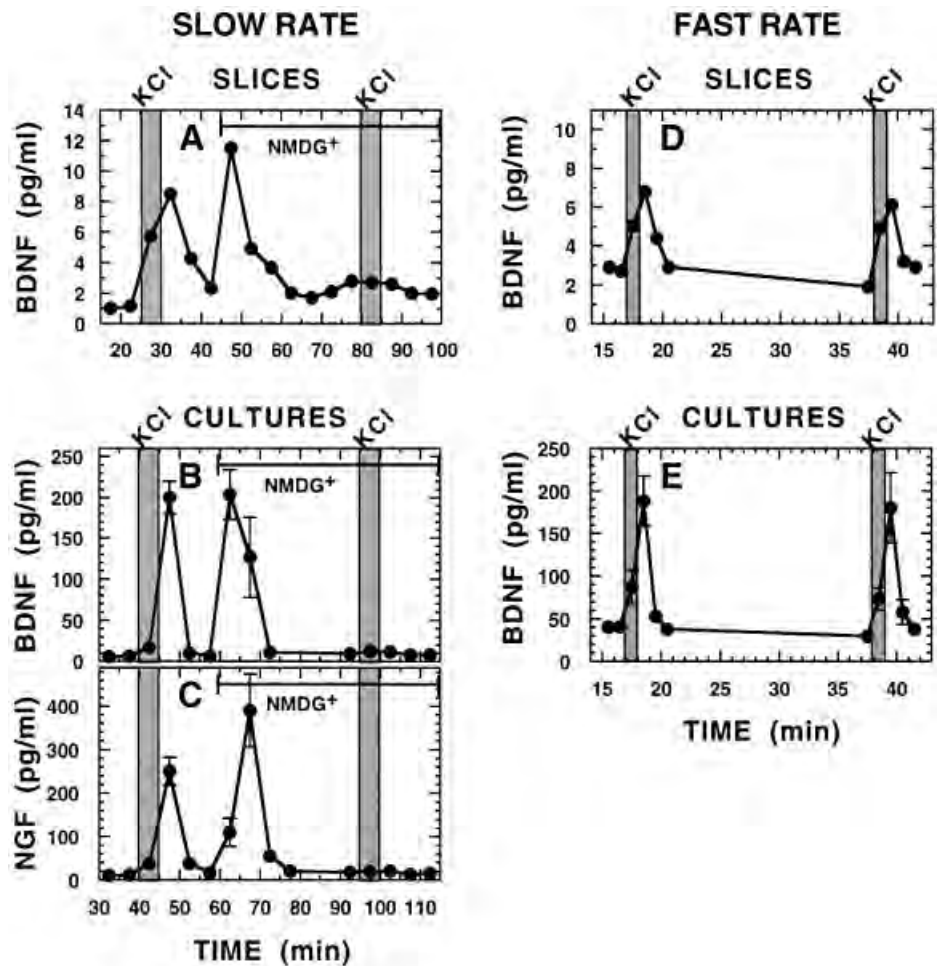 SLOW RATE
FAST RATE
KCl
SLICES
KCl
KCl
SLICES
KCl
BDNF (pg/ml)
14
12
10
8
6
4
2
0
A
NMDG+
20 30 40 50 60 70 80 90 100
BDNF (pg/ml)
10
8
6
4
2
0
D
15 20 25 30 35 40
KCl
CULTURES
KCl
KCl
CULTURES
KCl
BDNF (pg/ml)
250
200
150
100
50
0
B
NMDG+
BDNF (pg/ml)
250
200
150
100
50
0
E
15 20 25 30 35 40
TIME (min)
NGF (pg/ml)
400
300
200
100
0
C
NMDG+
30 40 50 60 70 80 90 100 110
TIME (min)